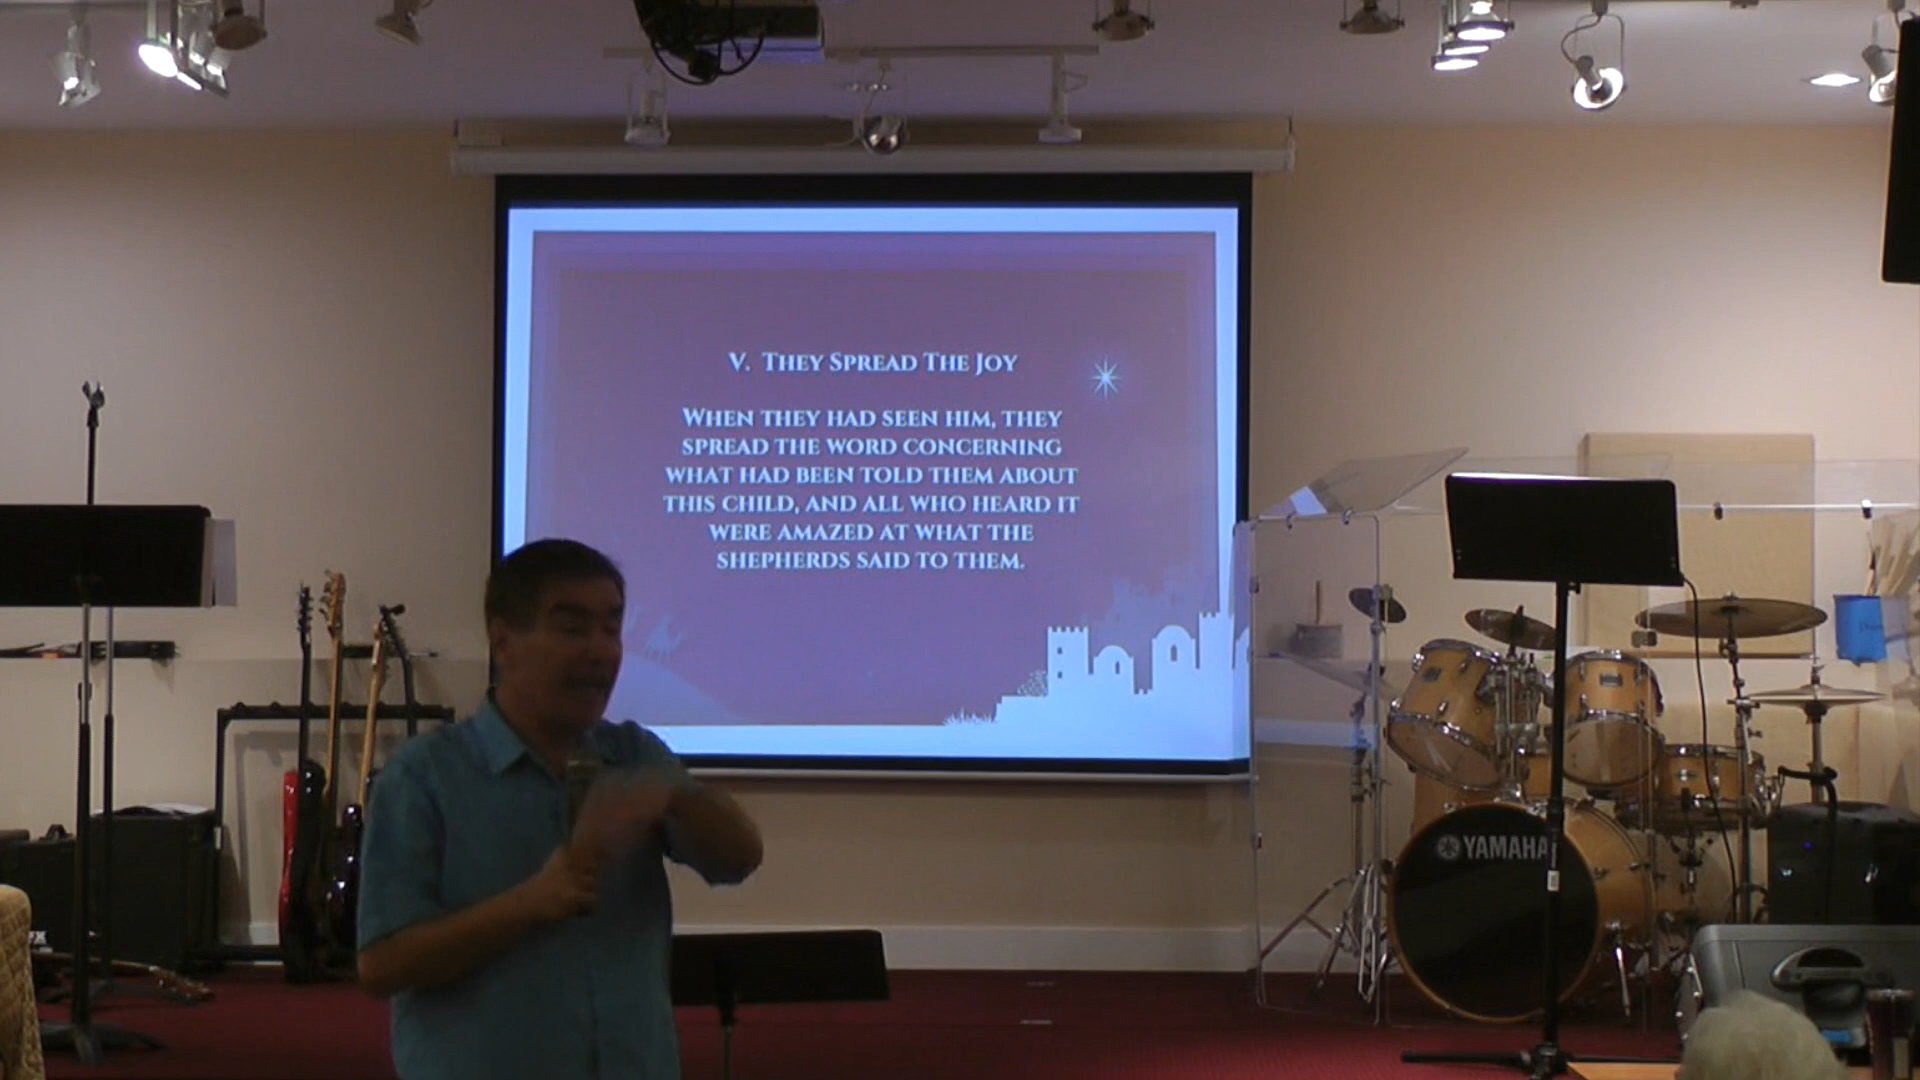 V. They Spread The Joy
When they had seen him, they
spread the word concerning
what had been told them about
this child, and all who heard it
were amazed at what the
shepherds said to them.
YAMAHA